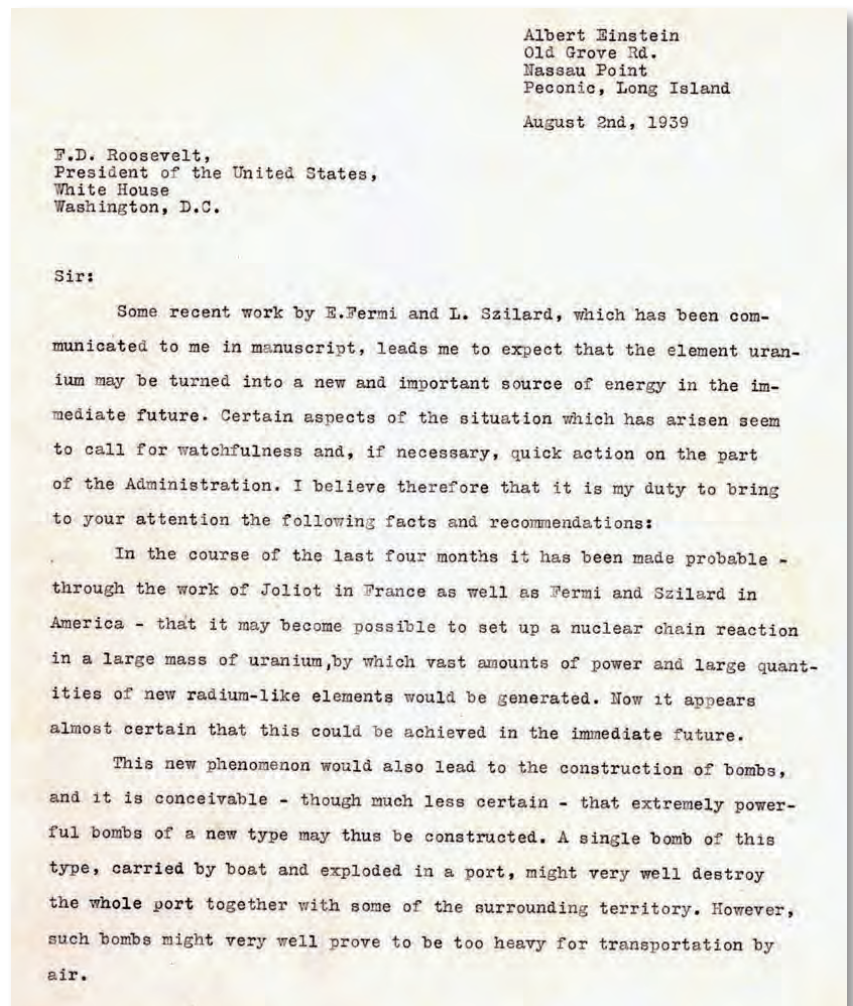 Albert Einstein
Old Grove Rd.
Nassau Point
Peconic, Long Island
August 2nd, 1939
F.D. Roosevelt,
President of the United States,
White House
Washington, D.C.
Sir:
Some recent work by E.Fermi and L. Szilard, which has been com-
municated to me in manuscript, leads me to expect that the element uran-
ium may be turned into a new and important source of energy in the im-
mediate future. Certain aspects of the situation which has arisen seem
to call for watchfulness and, if necessary, quick action on the part
of the Administration. I believe therefore that it is my duty to bring
to your attention the following facts and recommendations:
In the course of the last four months it has been made probable -
through the work of Joliot in France as well as Fermi and Szilard in
America - that it may become possible to set up a nuclear chain reaction
in a large mass of uranium,by which vast amounts of power and large quant-
ities of new radium-like elements would be generated. Now it appears
almost certain that this could be achieved in the immediate future.
This new phenomenon would also lead to the construction of bombs,
and it is conceivable - though much less certain - that extremely power-
ful bombs of a new type may thus be constructed. A single bomb of this
type, carried by boat and exploded in a port, might very well destroy
the whole port together with some of the surrounding territory. However,
such bombs might very well prove to be too heavy for transportation by
air.